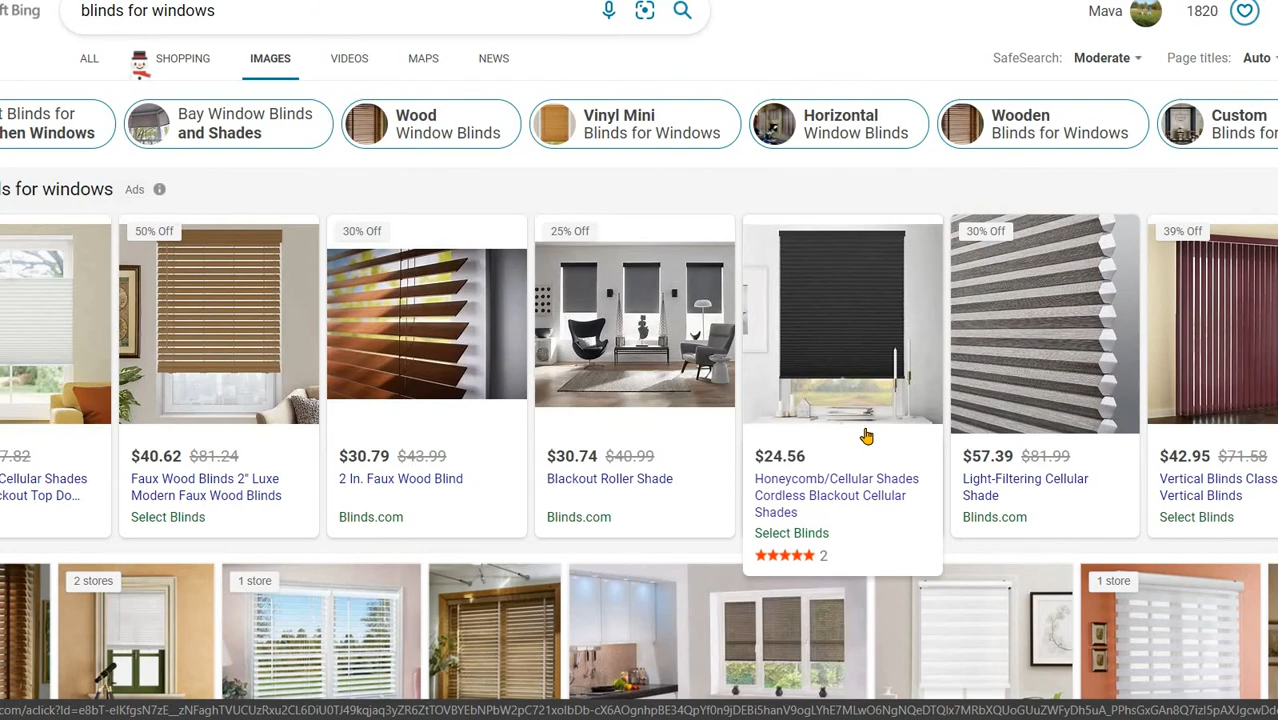 ft Bing
blinds for windows
Mava
1820
ALL
SHOPPING
IMAGES
VIDEOS
MAPS
NEWS
SafeSearch: Moderate
Page titles: Auto
t Blinds for
hen Windows
Bay Window Blinds
and Shades
Wood
Window Blinds
Vinyl Mini
Blinds for Windows
Horizontal
Window Blinds
Wooden
Blinds for Windows
Custom
Blinds fo
ds for windows Ads
7.82
Cellular Shades
ckout Top Do...
50% Off
$40.62 $81.24
Faux Wood Blinds 2" Luxe
Modern Faux Wood Blinds
Select Blinds
30% Off
$30.79 $43.99
2 In. Faux Wood Blind
Blinds.com
25% Off
$30.74 $40.99
Blackout Roller Shade
Blinds.com
$24.56
Honeycomb/Cellular Shades
Cordless Blackout Cellular
Shades
Select Blinds
2
30% Off
$57.39 $81.99
Light-Filtering Cellular
Shade
Blinds.com
39% Off
$42.95 $71.58
Vertical Blinds Class
Vertical Blinds
Select Blinds
2 stores
1 store
1 store